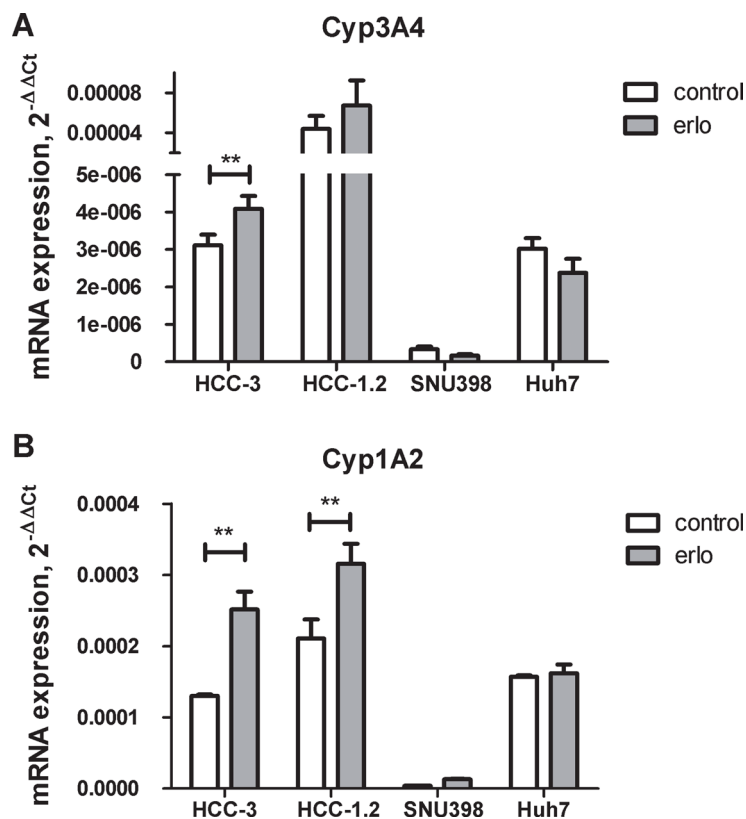 A
Cyp3A4
mRNA expression, 2-ΔΔCt
0.00008
0.00004
5e-006
4e-006
3e-006
2e-006
1e-006
0
**
control
erlo
HCC-3 HCC-1.2 SNU398 Huh7
B
Cyp1A2
mRNA expression, 2-ΔΔCt
0.0004
0.0003
0.0002
0.0001
0.0000
**
**
control
erlo
HCC-3 HCC-1.2 SNU398 Huh7